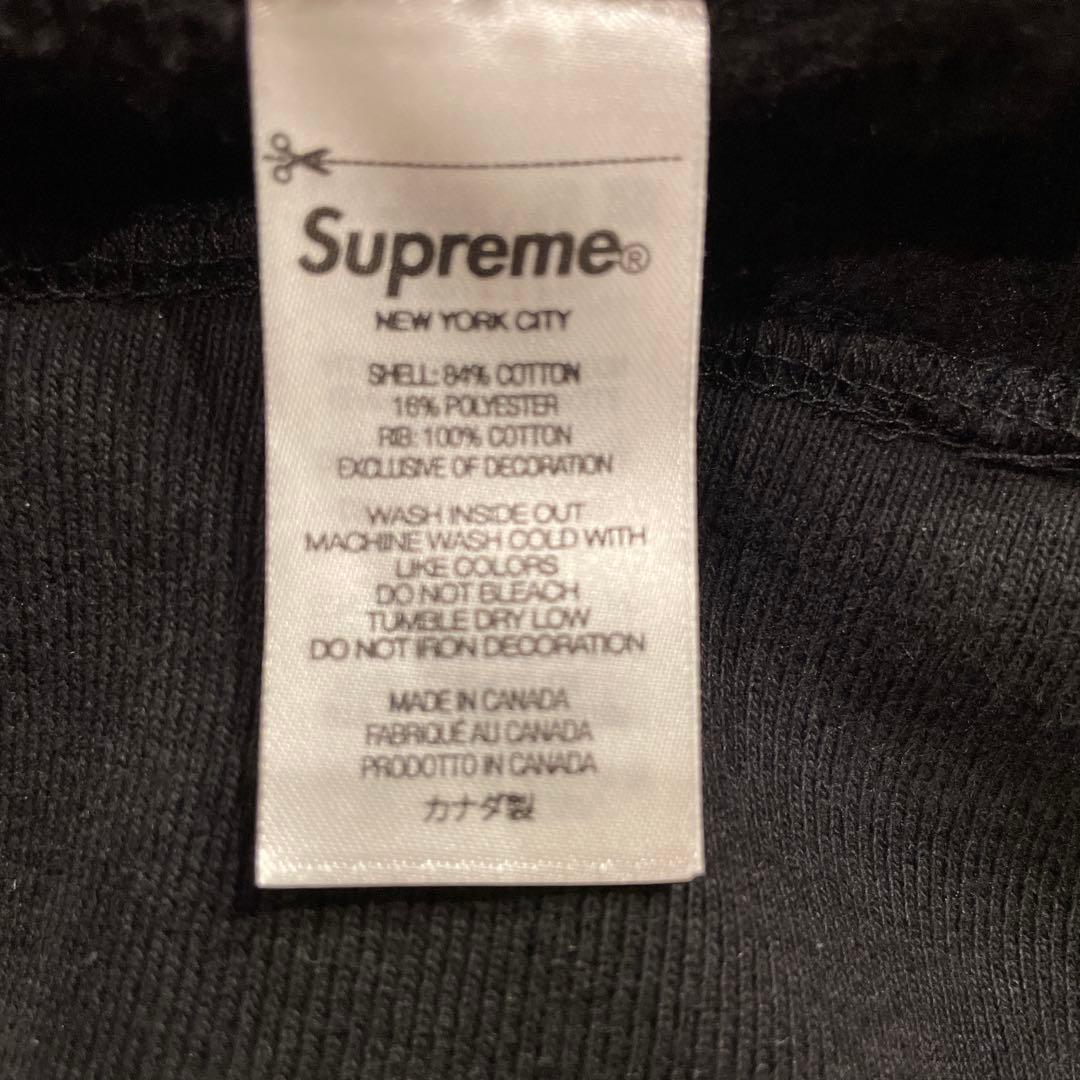 Supreme®
NEW YORK CITY
SHELL: 84% COTTON
16% POLYESTER
RIB: 100% COTTON
EXCLUSIVE OF DECORATION
WASH INSIDE OUT
MACHINE WASH COLD WITH
LIKE COLORS
DO NOT BLEACH
TUMBLE DRY LOW
DO NOT IRON DECORATION
MADE IN CANADA
FABRIQUÉ AU CANADA
PRODOTTO IN CANADA
カナダ製